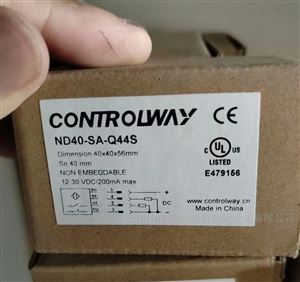 CONTROLWAY CE
ND40-SA-Q44S
Dimension:40x40x56mm
Sn:40 mm
NON EMBEDDABLE
12-30 VDC/200mA max
c UL us
LISTED
E479156
DC
www.controlway.cn
Made in China